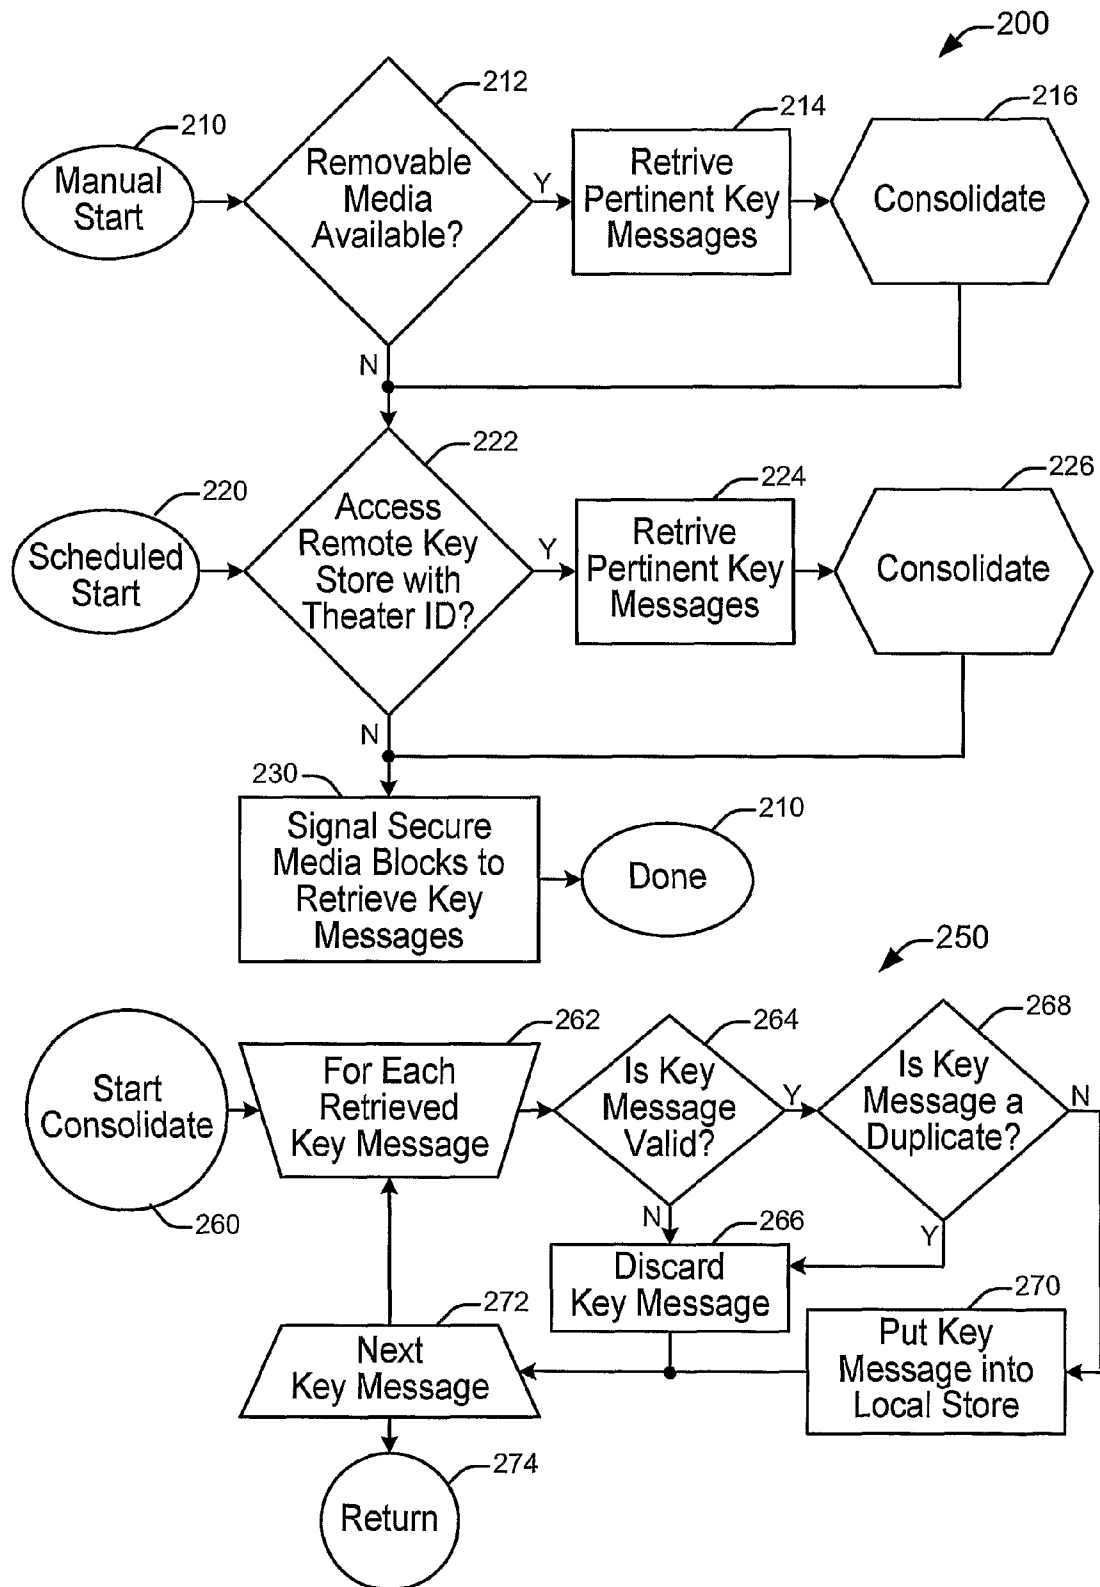 200
210
Manual
Start
212
Removable
Media
Available?
Y
N
214
Retrive
Pertinent Key
Messages
216
Consolidate
220
Scheduled
Start
222
Access
Remote Key
Store with
Theater ID?
Y
N
224
Retrive
Pertinent Key
Messages
226
Consolidate
230
Signal Secure
Media Blocks to
Retrieve Key
Messages
210
Done
250
Start
Consolidate
260
262
For Each
Retrieved
Key Message
264
Is Key
Message
Valid?
Y
N
268
Is Key
Message a
Duplicate?
N
Y
266
Discard
Key Message
270
Put Key
Message into
Local Store
272
Next
Key Message
274
Return